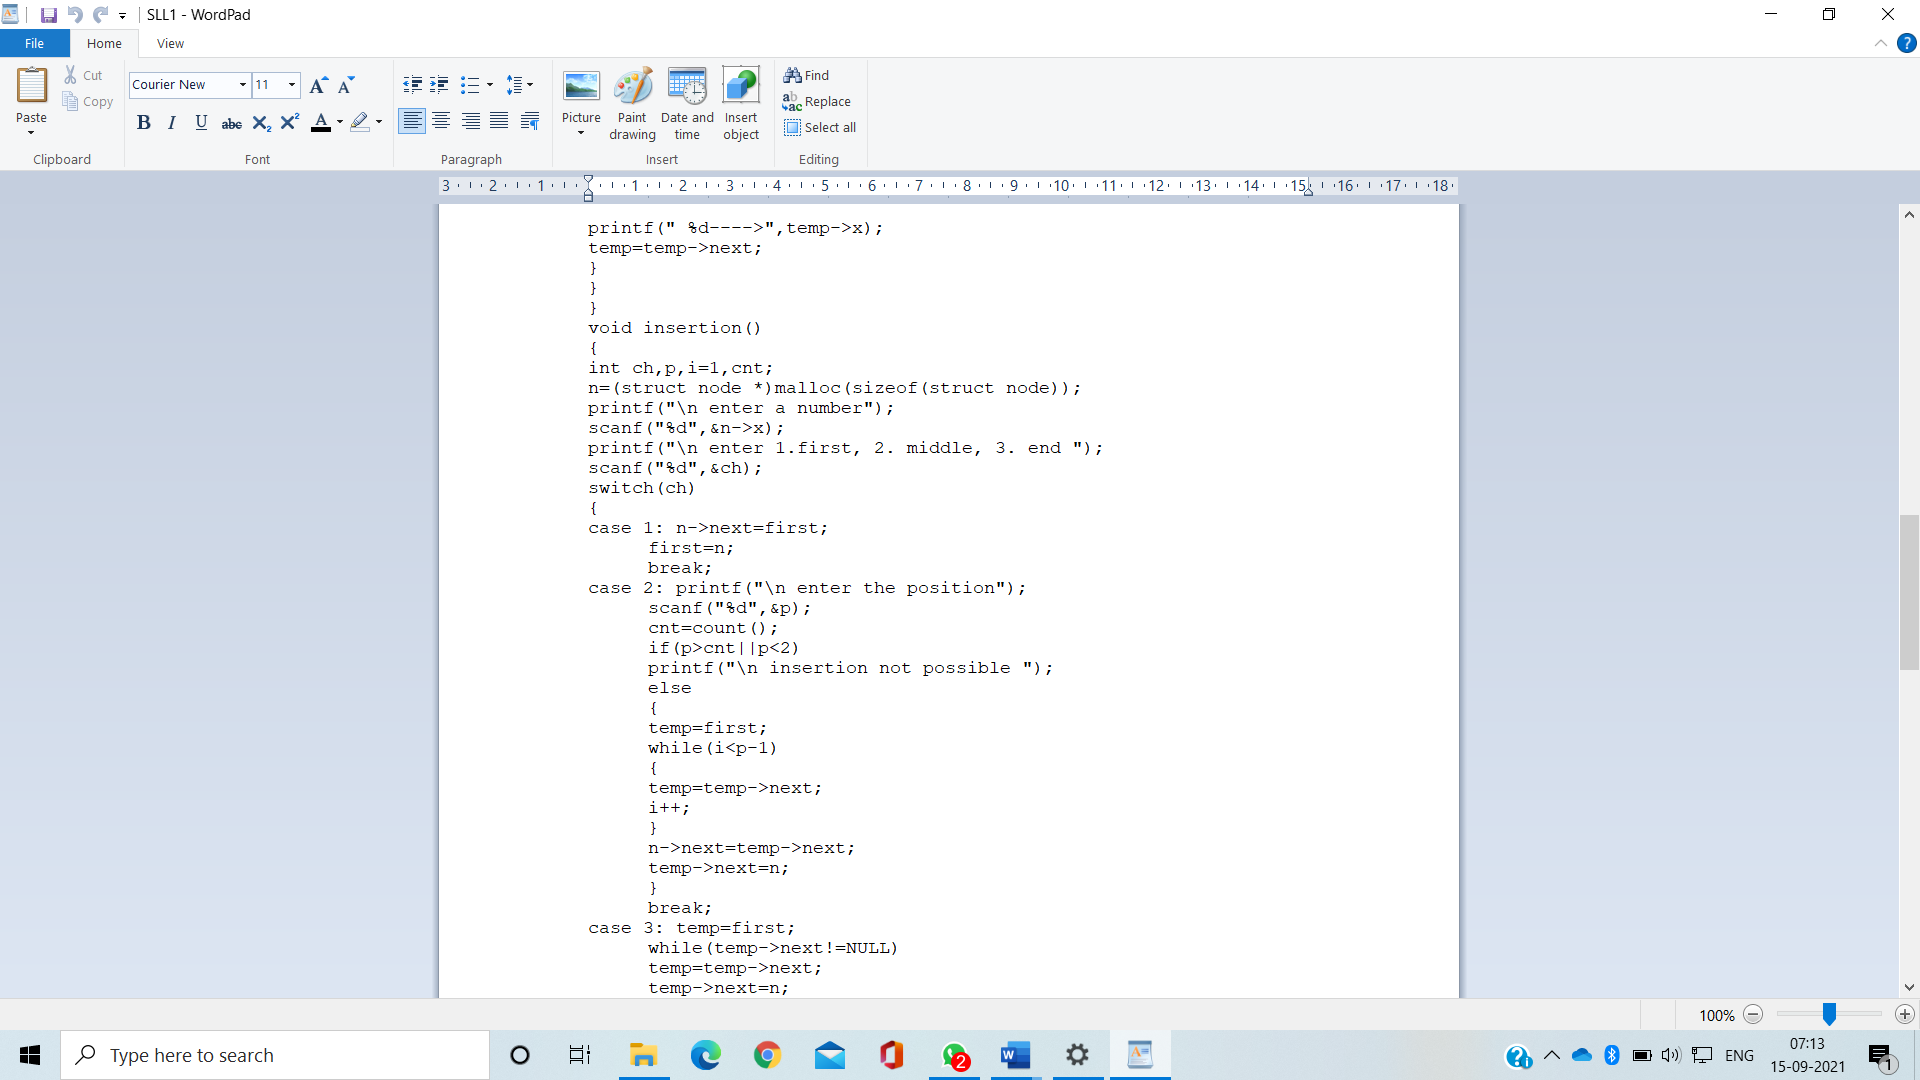 SLL1 - WordPad
File Home View
Paste Cut Copy
Clipboard
Courier New 11
B I U abc X2 X2 A
Font
Paragraph
Picture
Paint drawing
Date and time
Insert object
Insert
Find
Replace
Select all
Editing
3 2 1 1 2 3 4 5 6 7 8 9 10 11 12 13 14 15 16 17 18
printf(" %d---->",temp->x);
temp=temp->next;
}
}
}
void insertion()
{
int ch,p,i=1,cnt;
n=(struct node *)malloc(sizeof(struct node));
printf("\n enter a number");
scanf("%d",&n->x);
printf("\n enter 1.first, 2. middle, 3. end ");
scanf("%d",&ch);
switch(ch)
{
case 1: n->next=first;
first=n;
break;
case 2: printf("\n enter the position");
scanf("%d",&p);
cnt=count();
if(p>cnt||p<2)
printf("\n insertion not possible ");
else
{
temp=first;
while(i<p-1)
{
temp=temp->next;
i++;
}
n->next=temp->next;
temp->next=n;
}
break;
case 3: temp=first;
while(temp->next!=NULL)
temp=temp->next;
temp->next=n;
100%
Type here to search
2
ENG
07:13
15-09-2021
1